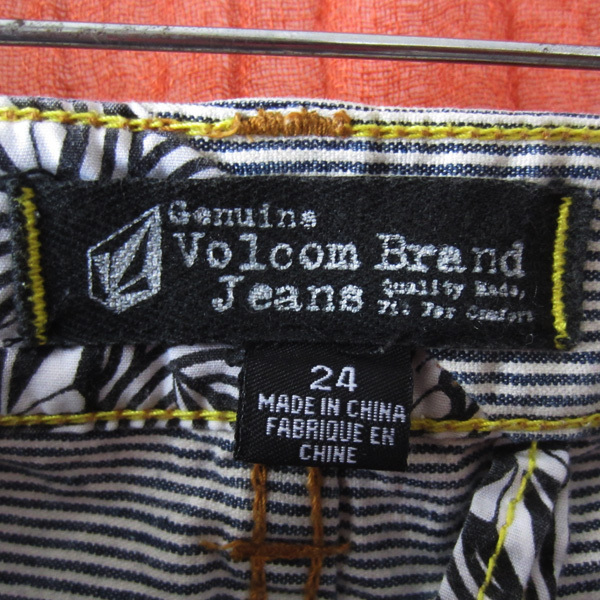 Genuine
Volcom Brand
Jeans
Quality Made,
Fit For Comfort
24
MADE IN CHINA
FABRIQUE EN
CHINE